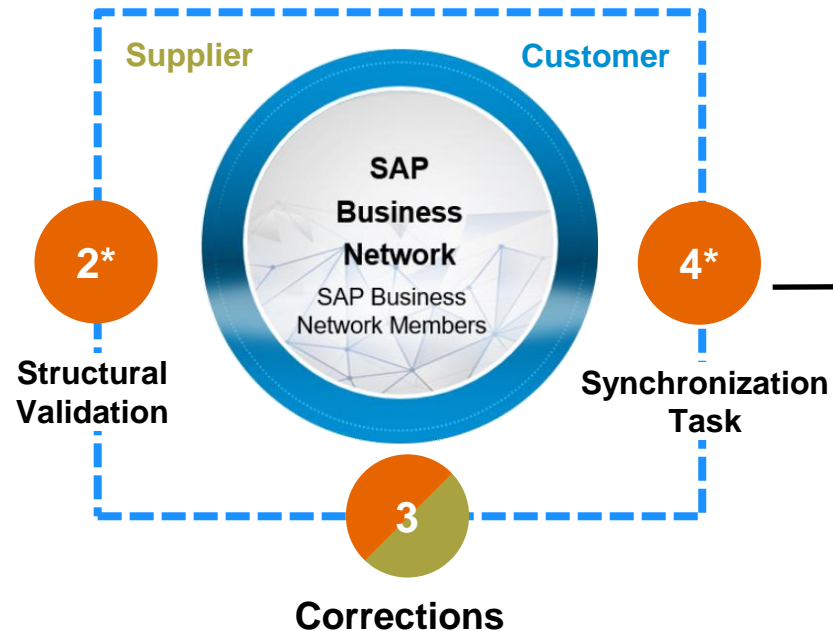 Supplier
Customer
SAP
Business
Network
SAP Business
Network Members
2*
4*
Structural
Validation
Synchronization
Task
3
Corrections